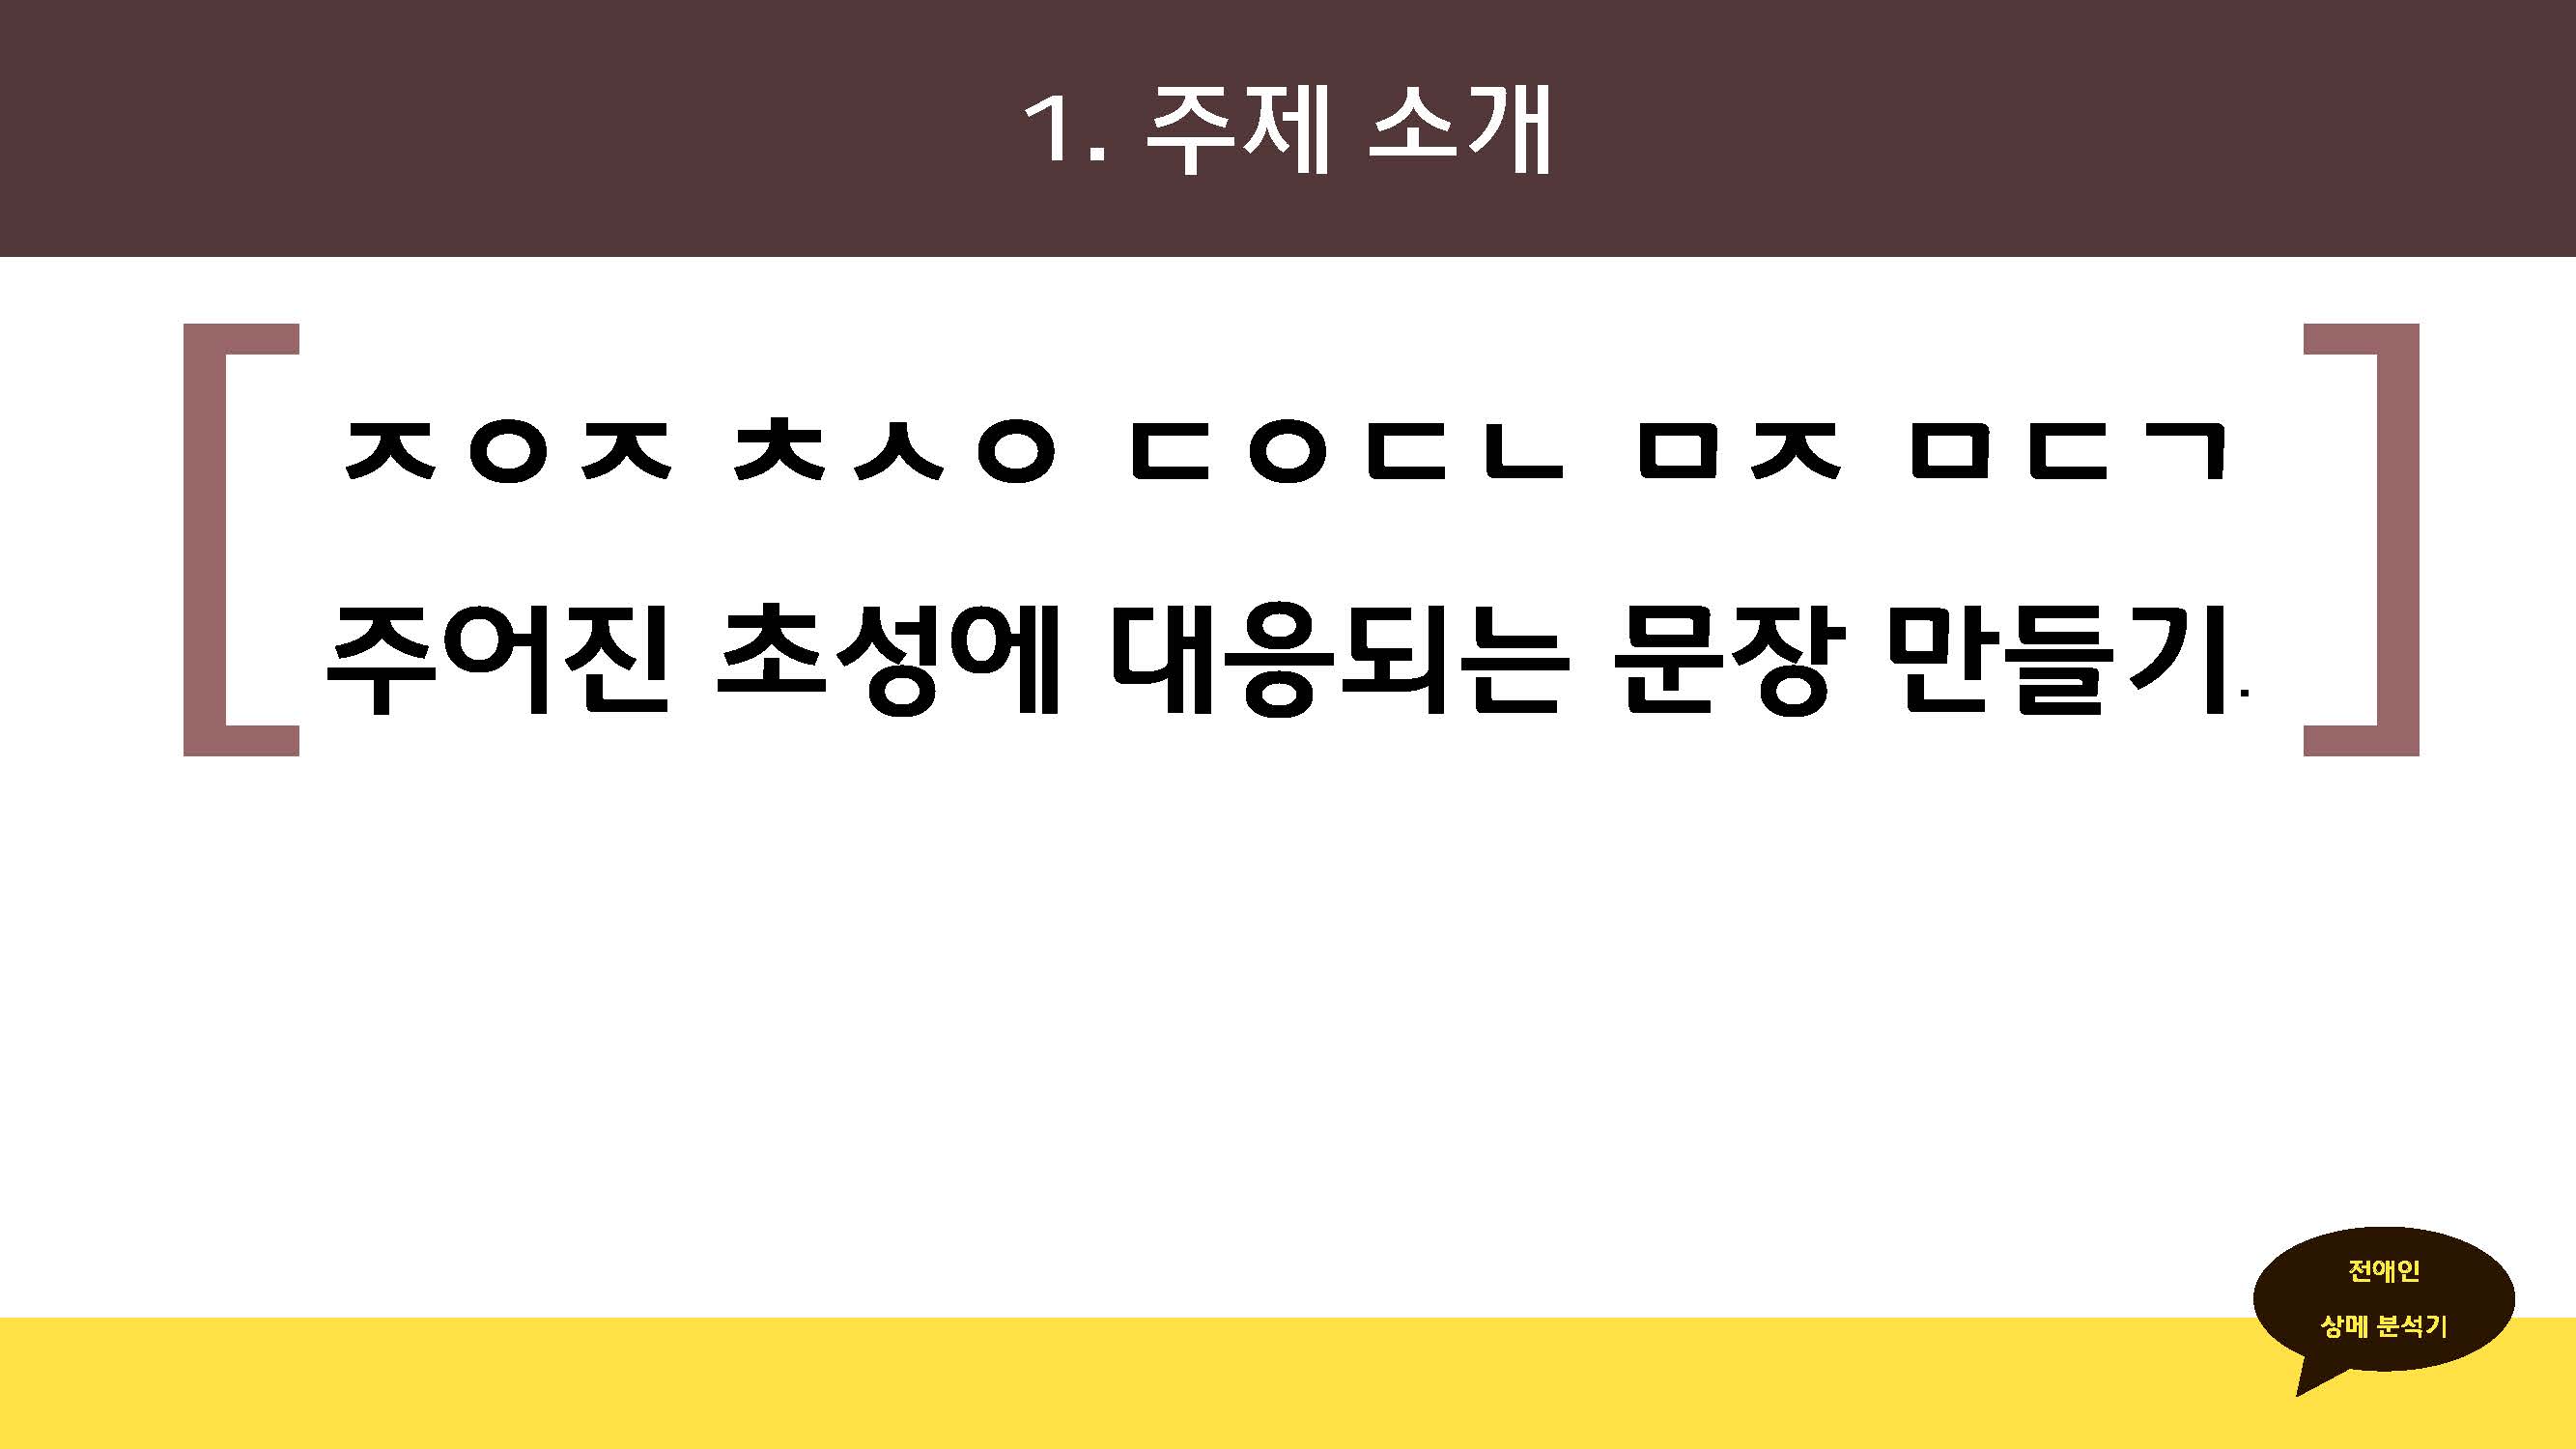 1. 주제 소개
ㅈㅇㅈ ㅊㅅㅇ ㄷㅇㄷㄴ ㅁㅈ ㅁㄷㄱ
주어진 초성에 대응되는 문장 만들기.
전애인
상메 분석기